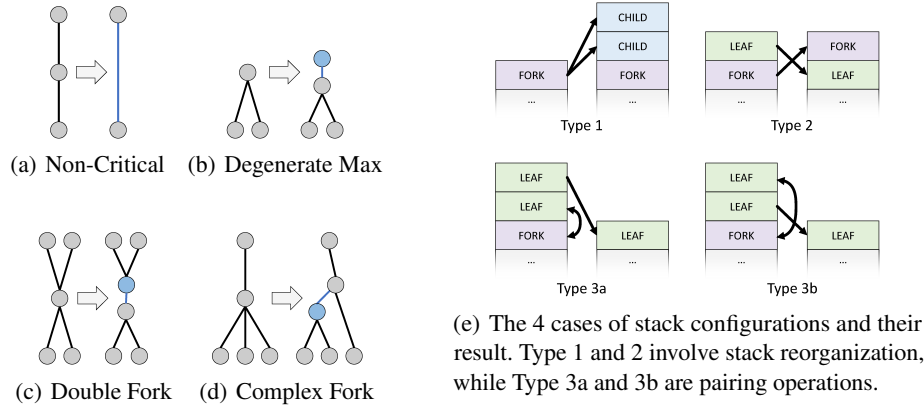 (a) Non-Critical
(b) Degenerate Max
(c) Double Fork
(d) Complex Fork
CHILD
CHILD
FORK
FORK
...
...
Type 1
LEAF
FORK
FORK
LEAF
...
...
Type 2
LEAF
LEAF
FORK
LEAF
...
...
Type 3a
LEAF
LEAF
FORK
LEAF
...
...
Type 3b
(e) The 4 cases of stack configurations and their
result. Type 1 and 2 involve stack reorganization,
while Type 3a and 3b are pairing operations.